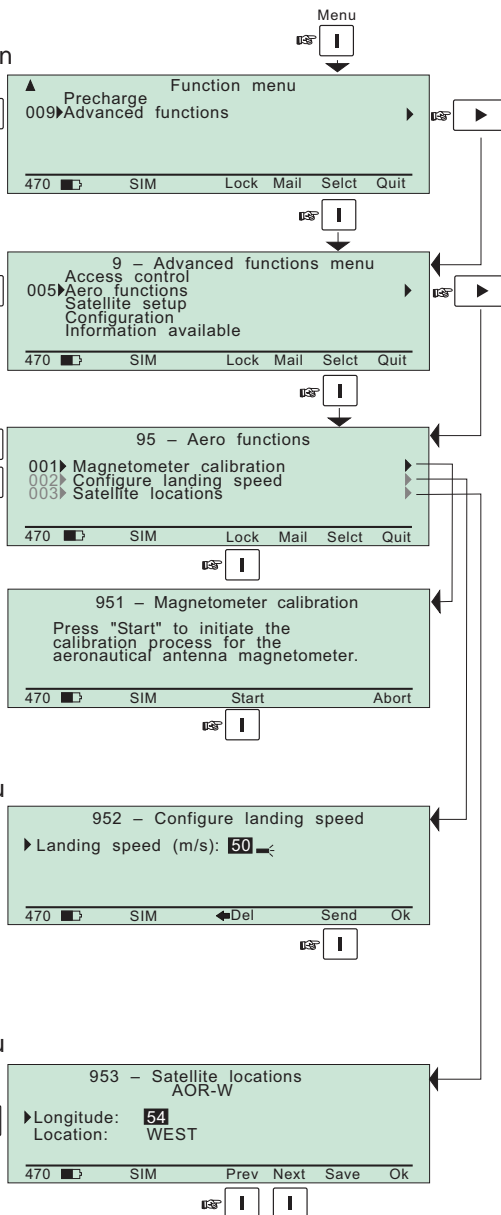 Menu
n
Function menu
Precharge
009 Advanced functions
470 SIM Lock Mail Selct Quit
9 – Advanced functions menu
Access control
005 Aero functions
Satellite setup
Configuration
Information available
470 SIM Lock Mail Selct Quit
95 – Aero functions
001 Magnetometer calibration
002 Configure landing speed
003 Satellite locations
470 SIM Lock Mail Selct Quit
951 – Magnetometer calibration
Press "Start" to initiate the
calibration process for the
aeronautical antenna magnetometer.
470 SIM Start Abort
u
952 – Configure landing speed
Landing speed (m/s): 50
470 SIM Del Send Ok
u
953 – Satellite locations
AOR-W
Longitude: 54
Location: WEST
470 SIM Prev Next Save Ok